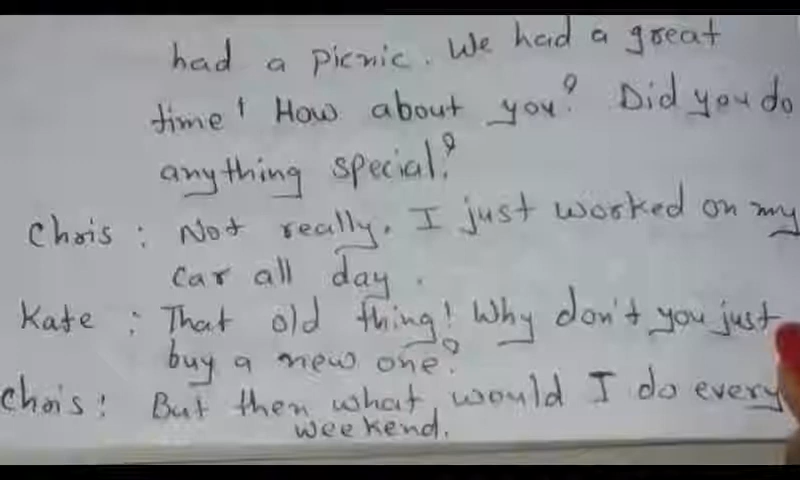 had a picnic. We had a great
time! How about you? Did you do
anything special?
Chris : Not really. I just worked on my
car all day.
Kate : That old thing! Why don't you just
buy a new one?
Chris : But then what would I do every
weekend.